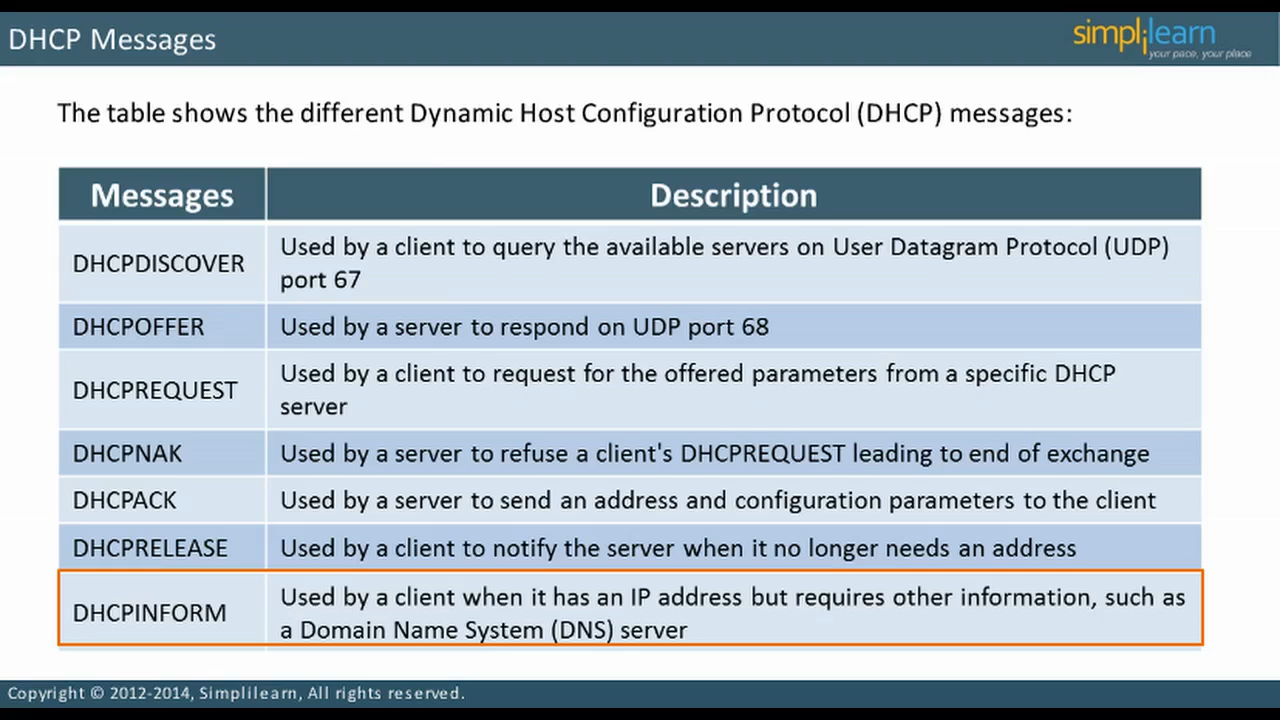 DHCP Messages
simplilearn
your pace, your place
The table shows the different Dynamic Host Configuration Protocol (DHCP) messages:
Messages Description
DHCPDISCOVER Used by a client to query the available servers on User Datagram Protocol (UDP)
port 67
DHCPOFFER Used by a server to respond on UDP port 68
DHCPREQUEST Used by a client to request for the offered parameters from a specific DHCP
server
DHCPNAK Used by a server to refuse a client's DHCPREQUEST leading to end of exchange
DHCPACK Used by a server to send an address and configuration parameters to the client
DHCPRELEASE Used by a client to notify the server when it no longer needs an address
DHCPINFORM Used by a client when it has an IP address but requires other information, such as
a Domain Name System (DNS) server
Copyright © 2012-2014, Simplilearn, All rights reserved.